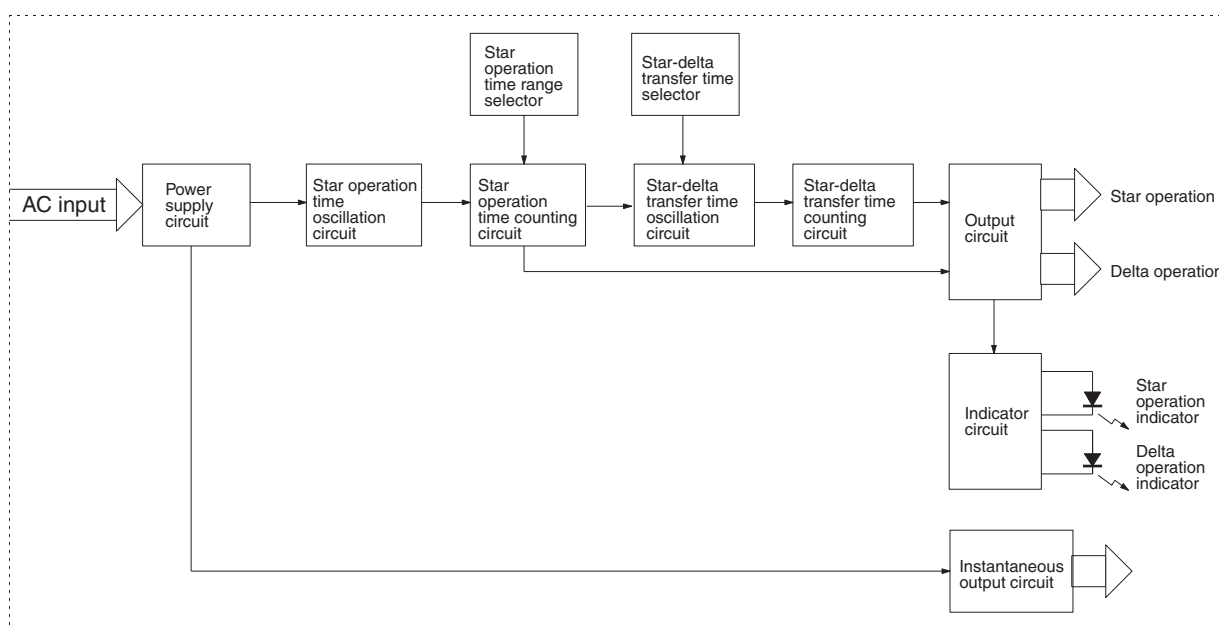 Star
operation
time range
selector
Star-delta
transfer time
selector
AC input
Power
supply
circuit
Star operation
time
oscillation
circuit
Star
operation
time counting
circuit
Star-delta
transfer time
oscillation
circuit
Star-delta
transfer time
counting
circuit
Output
circuit
Star operation
Delta operation
Indicator
circuit
Star
operation
indicator
Delta
operation
indicator
Instantaneous
output circuit